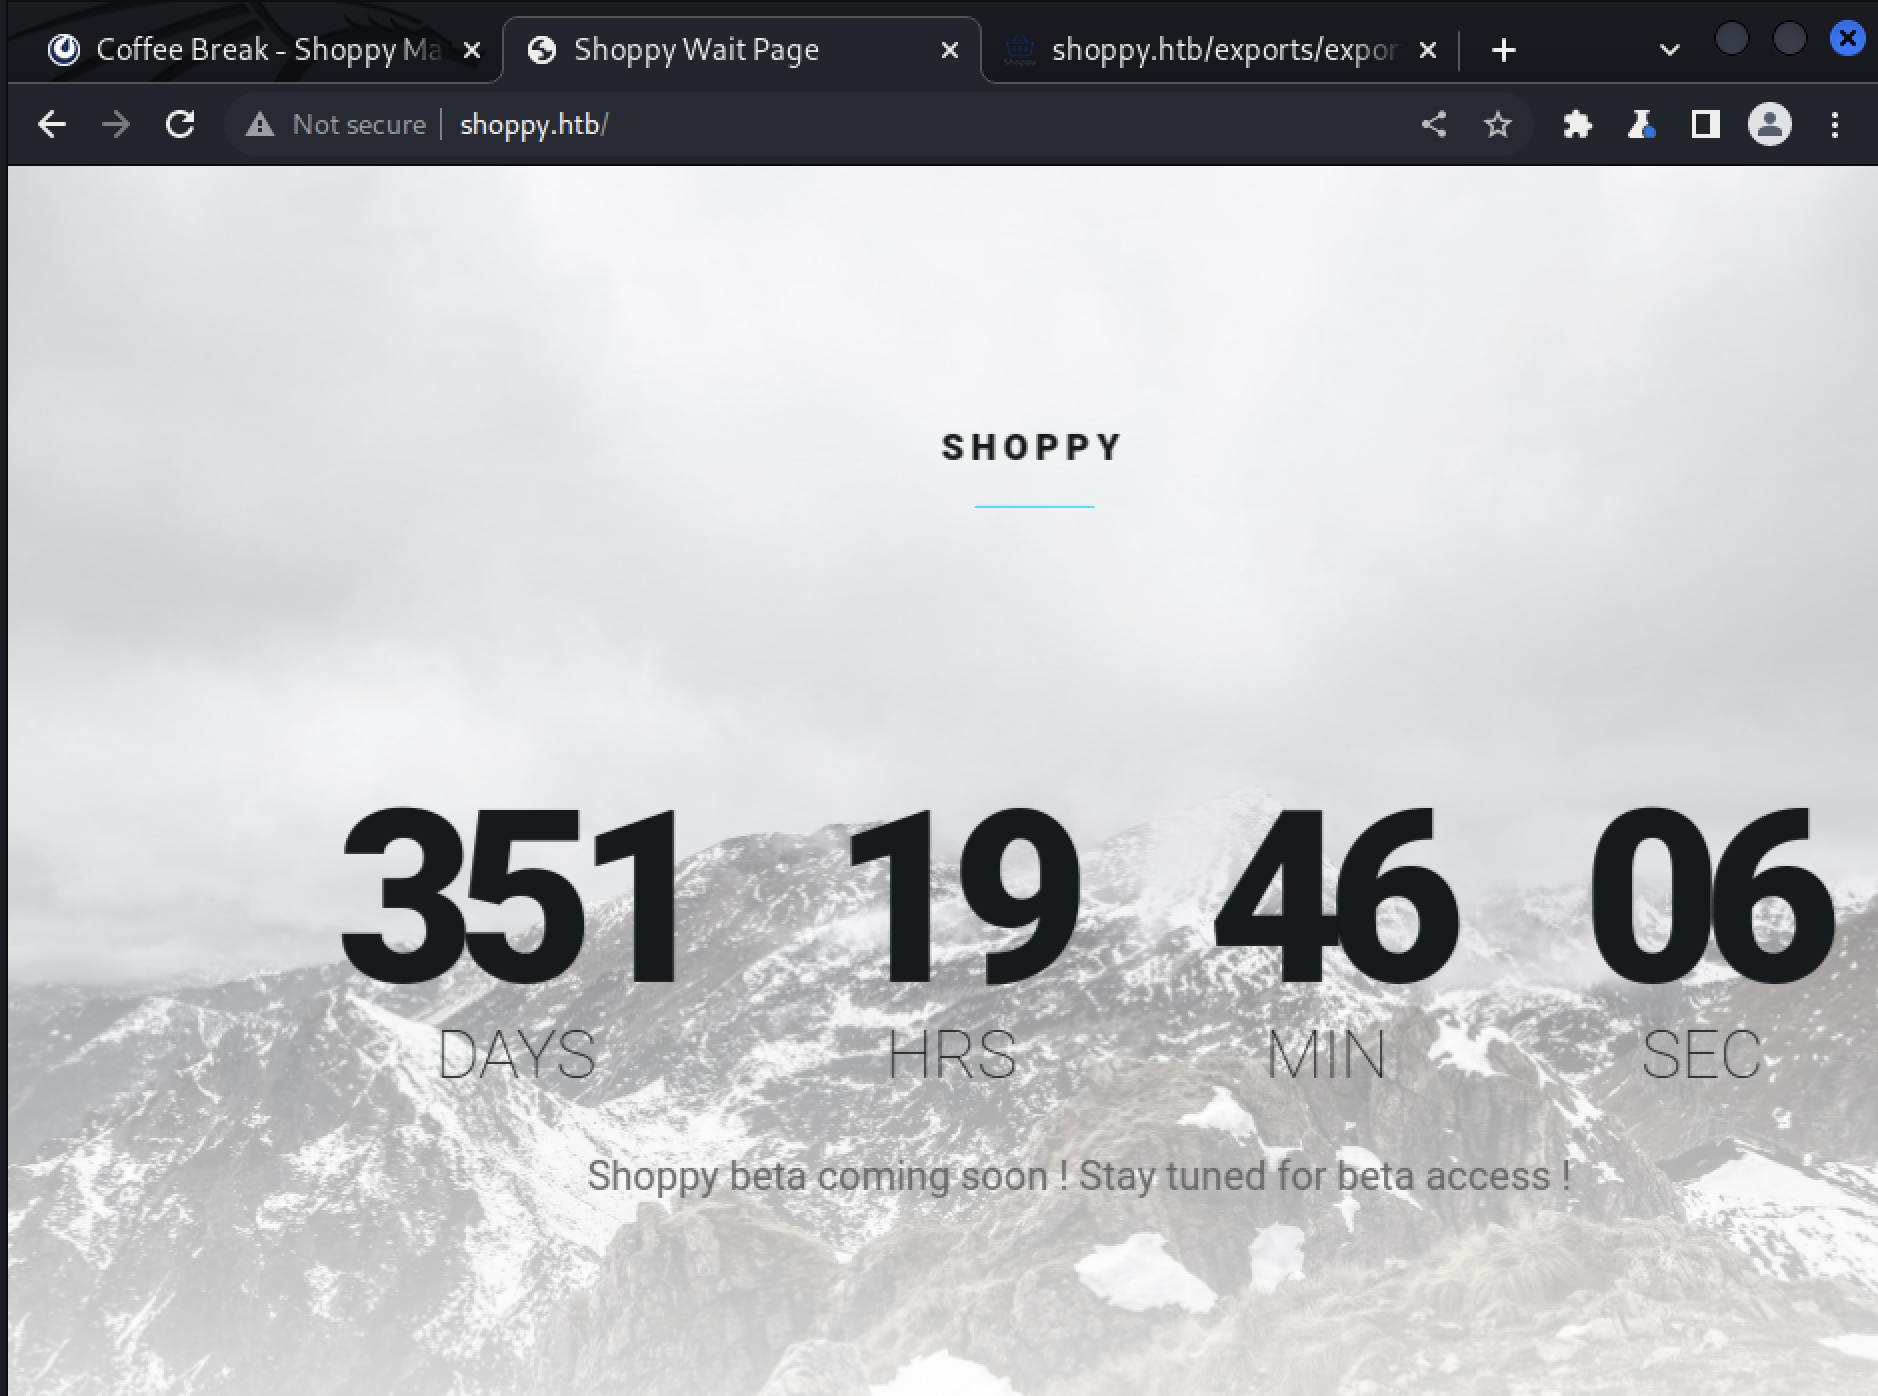 Coffee Break - Shoppy Ma
Shoppy Wait Page
shoppy.htb/exports/expor
Not secure
shoppy.htb/
SHOPPY
351 19 46 06
DAYS HRS MIN SEC
Shoppy beta coming soon ! Stay tuned for beta access !